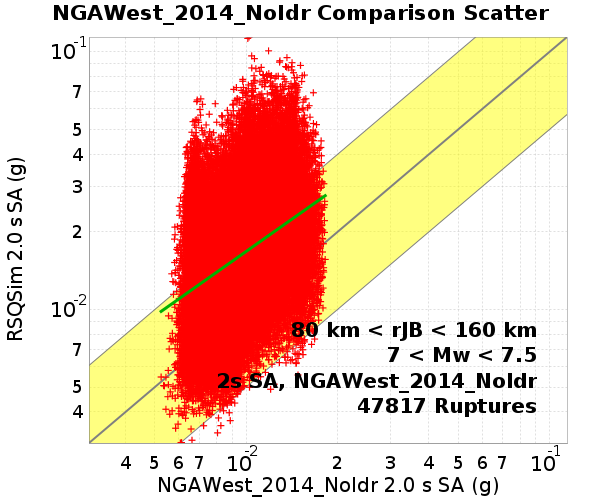 NGAWest_2014_NoIdr Comparison Scatter
RSQSim 2.0 s SA (g)
10-1
7
5
4
3
2
10-2
7
5
4
80 km < rJB < 160 km
7 < Mw < 7.5
2s SA, NGAWest_2014_NoIdr
47817 Ruptures
4 5 6 7 10-2 2 3 4 5 6 7 10-1
NGAWest_2014_NoIdr 2.0 s SA (g)